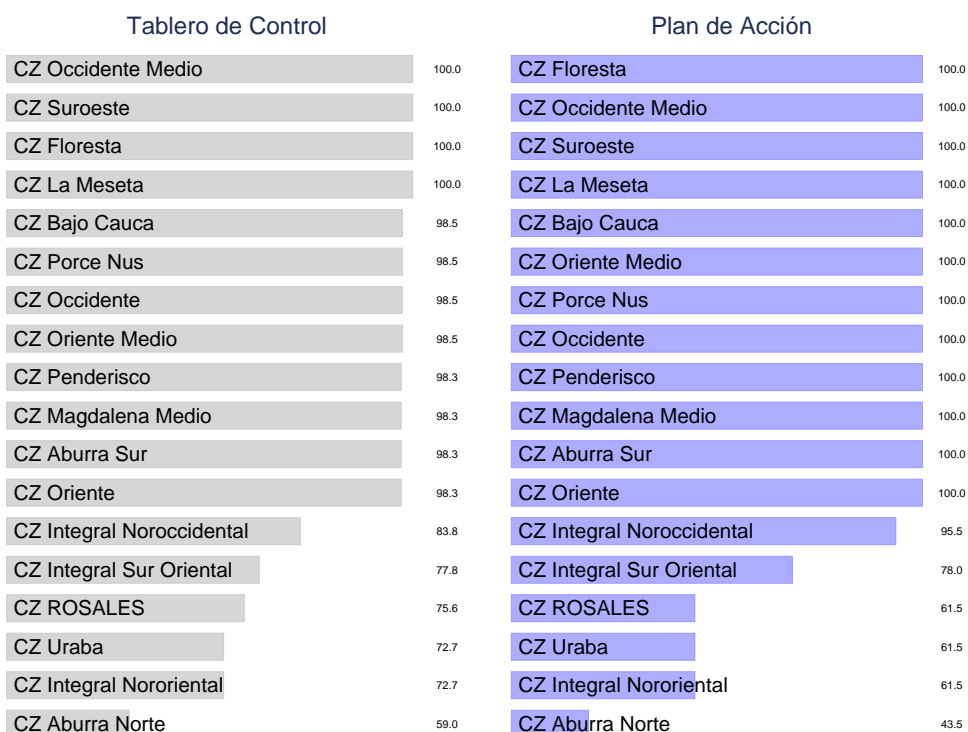 Tablero de Control
CZ Occidente Medio 100.0
CZ Suroeste 100.0
CZ Floresta 100.0
CZ La Meseta 100.0
CZ Bajo Cauca 98.5
CZ Porce Nus 98.5
CZ Occidente 98.5
CZ Oriente Medio 98.5
CZ Penderisco 98.3
CZ Magdalena Medio 98.3
CZ Aburra Sur 98.3
CZ Oriente 98.3
CZ Integral Noroccidental 83.8
CZ Integral Sur Oriental 77.8
CZ ROSALES 75.6
CZ Uraba 72.7
CZ Integral Nororiental 72.7
CZ Aburra Norte 59.0
Plan de Acción
CZ Floresta 100.0
CZ Occidente Medio 100.0
CZ Suroeste 100.0
CZ La Meseta 100.0
CZ Bajo Cauca 100.0
CZ Oriente Medio 100.0
CZ Porce Nus 100.0
CZ Occidente 100.0
CZ Penderisco 100.0
CZ Magdalena Medio 100.0
CZ Aburra Sur 100.0
CZ Oriente 100.0
CZ Integral Noroccidental 95.5
CZ Integral Sur Oriental 78.0
CZ ROSALES 61.5
CZ Uraba 61.5
CZ Integral Nororiental 61.5
CZ Aburra Norte 43.5